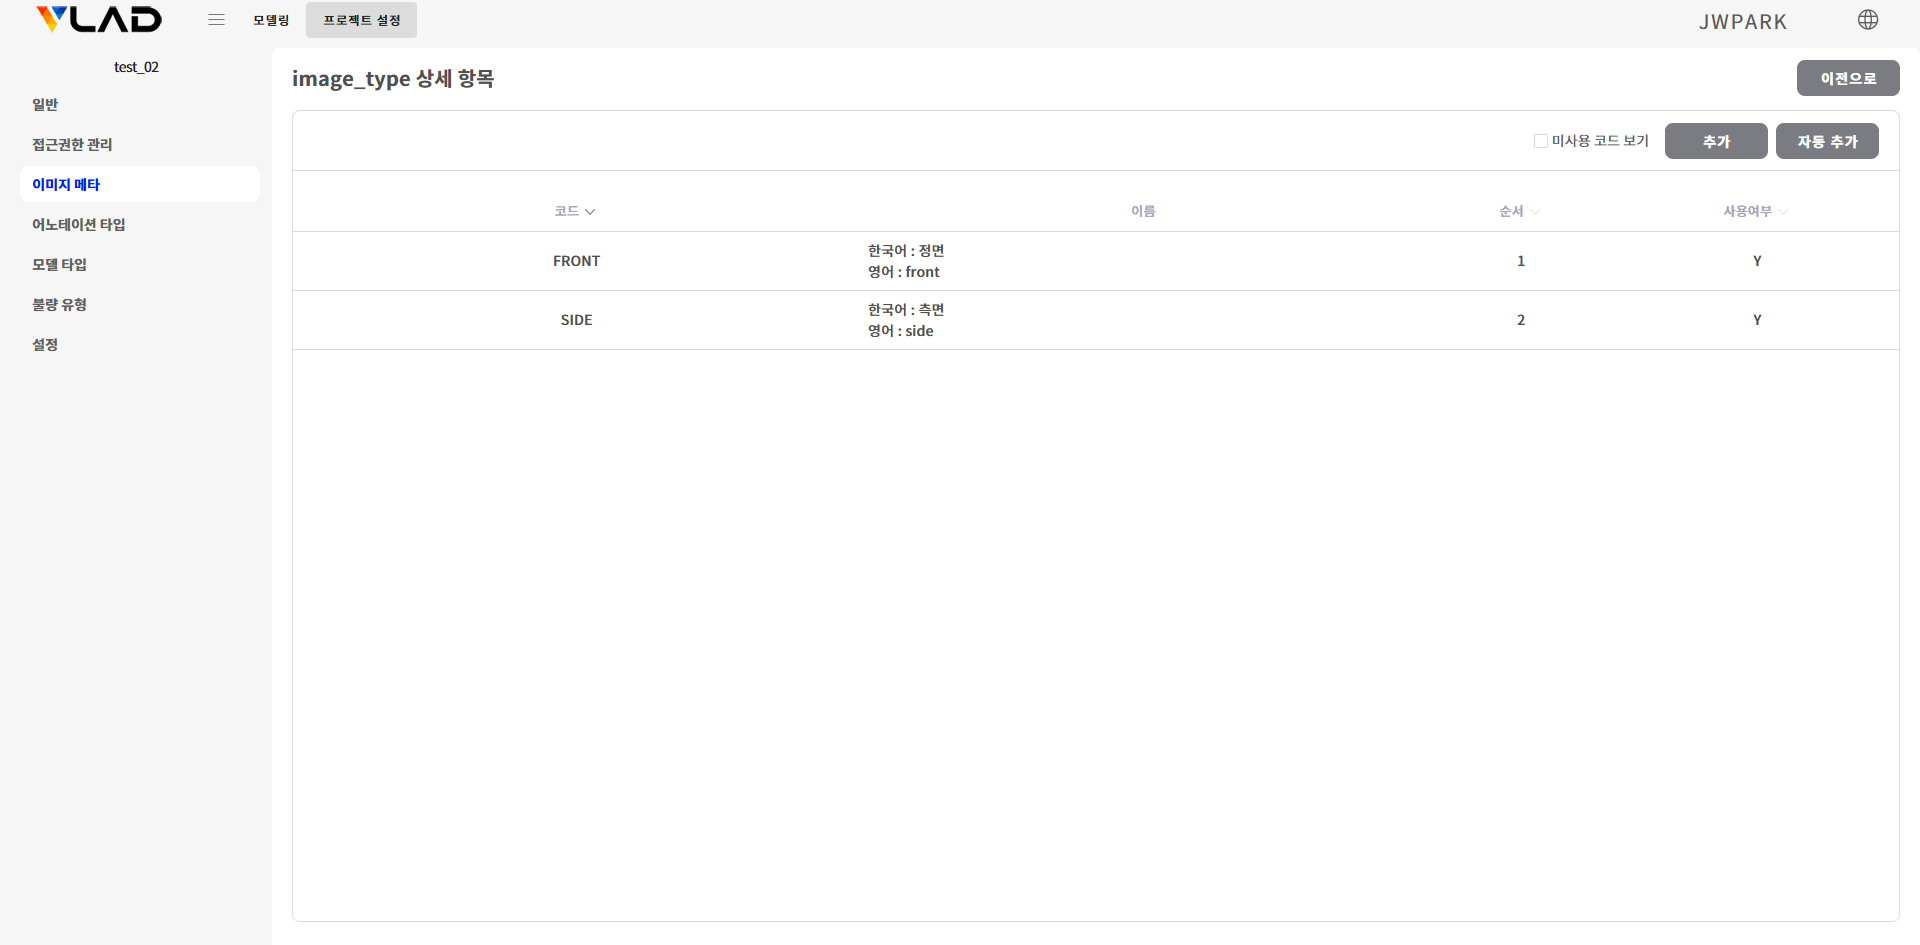 VLAD
모델링
프로젝트 설정
JWPARK
test_02
일반
접근권한 관리
이미지 메타
어노테이션 타입
모델 타입
불량 유형
설정
image_type 상세 항목
이전으로
미사용 코드 보기
추가
자동 추가
코드
이름
순서
사용여부
FRONT
한국어 : 정면
영어 : front
1
Y
SIDE
한국어 : 측면
영어 : side
2
Y